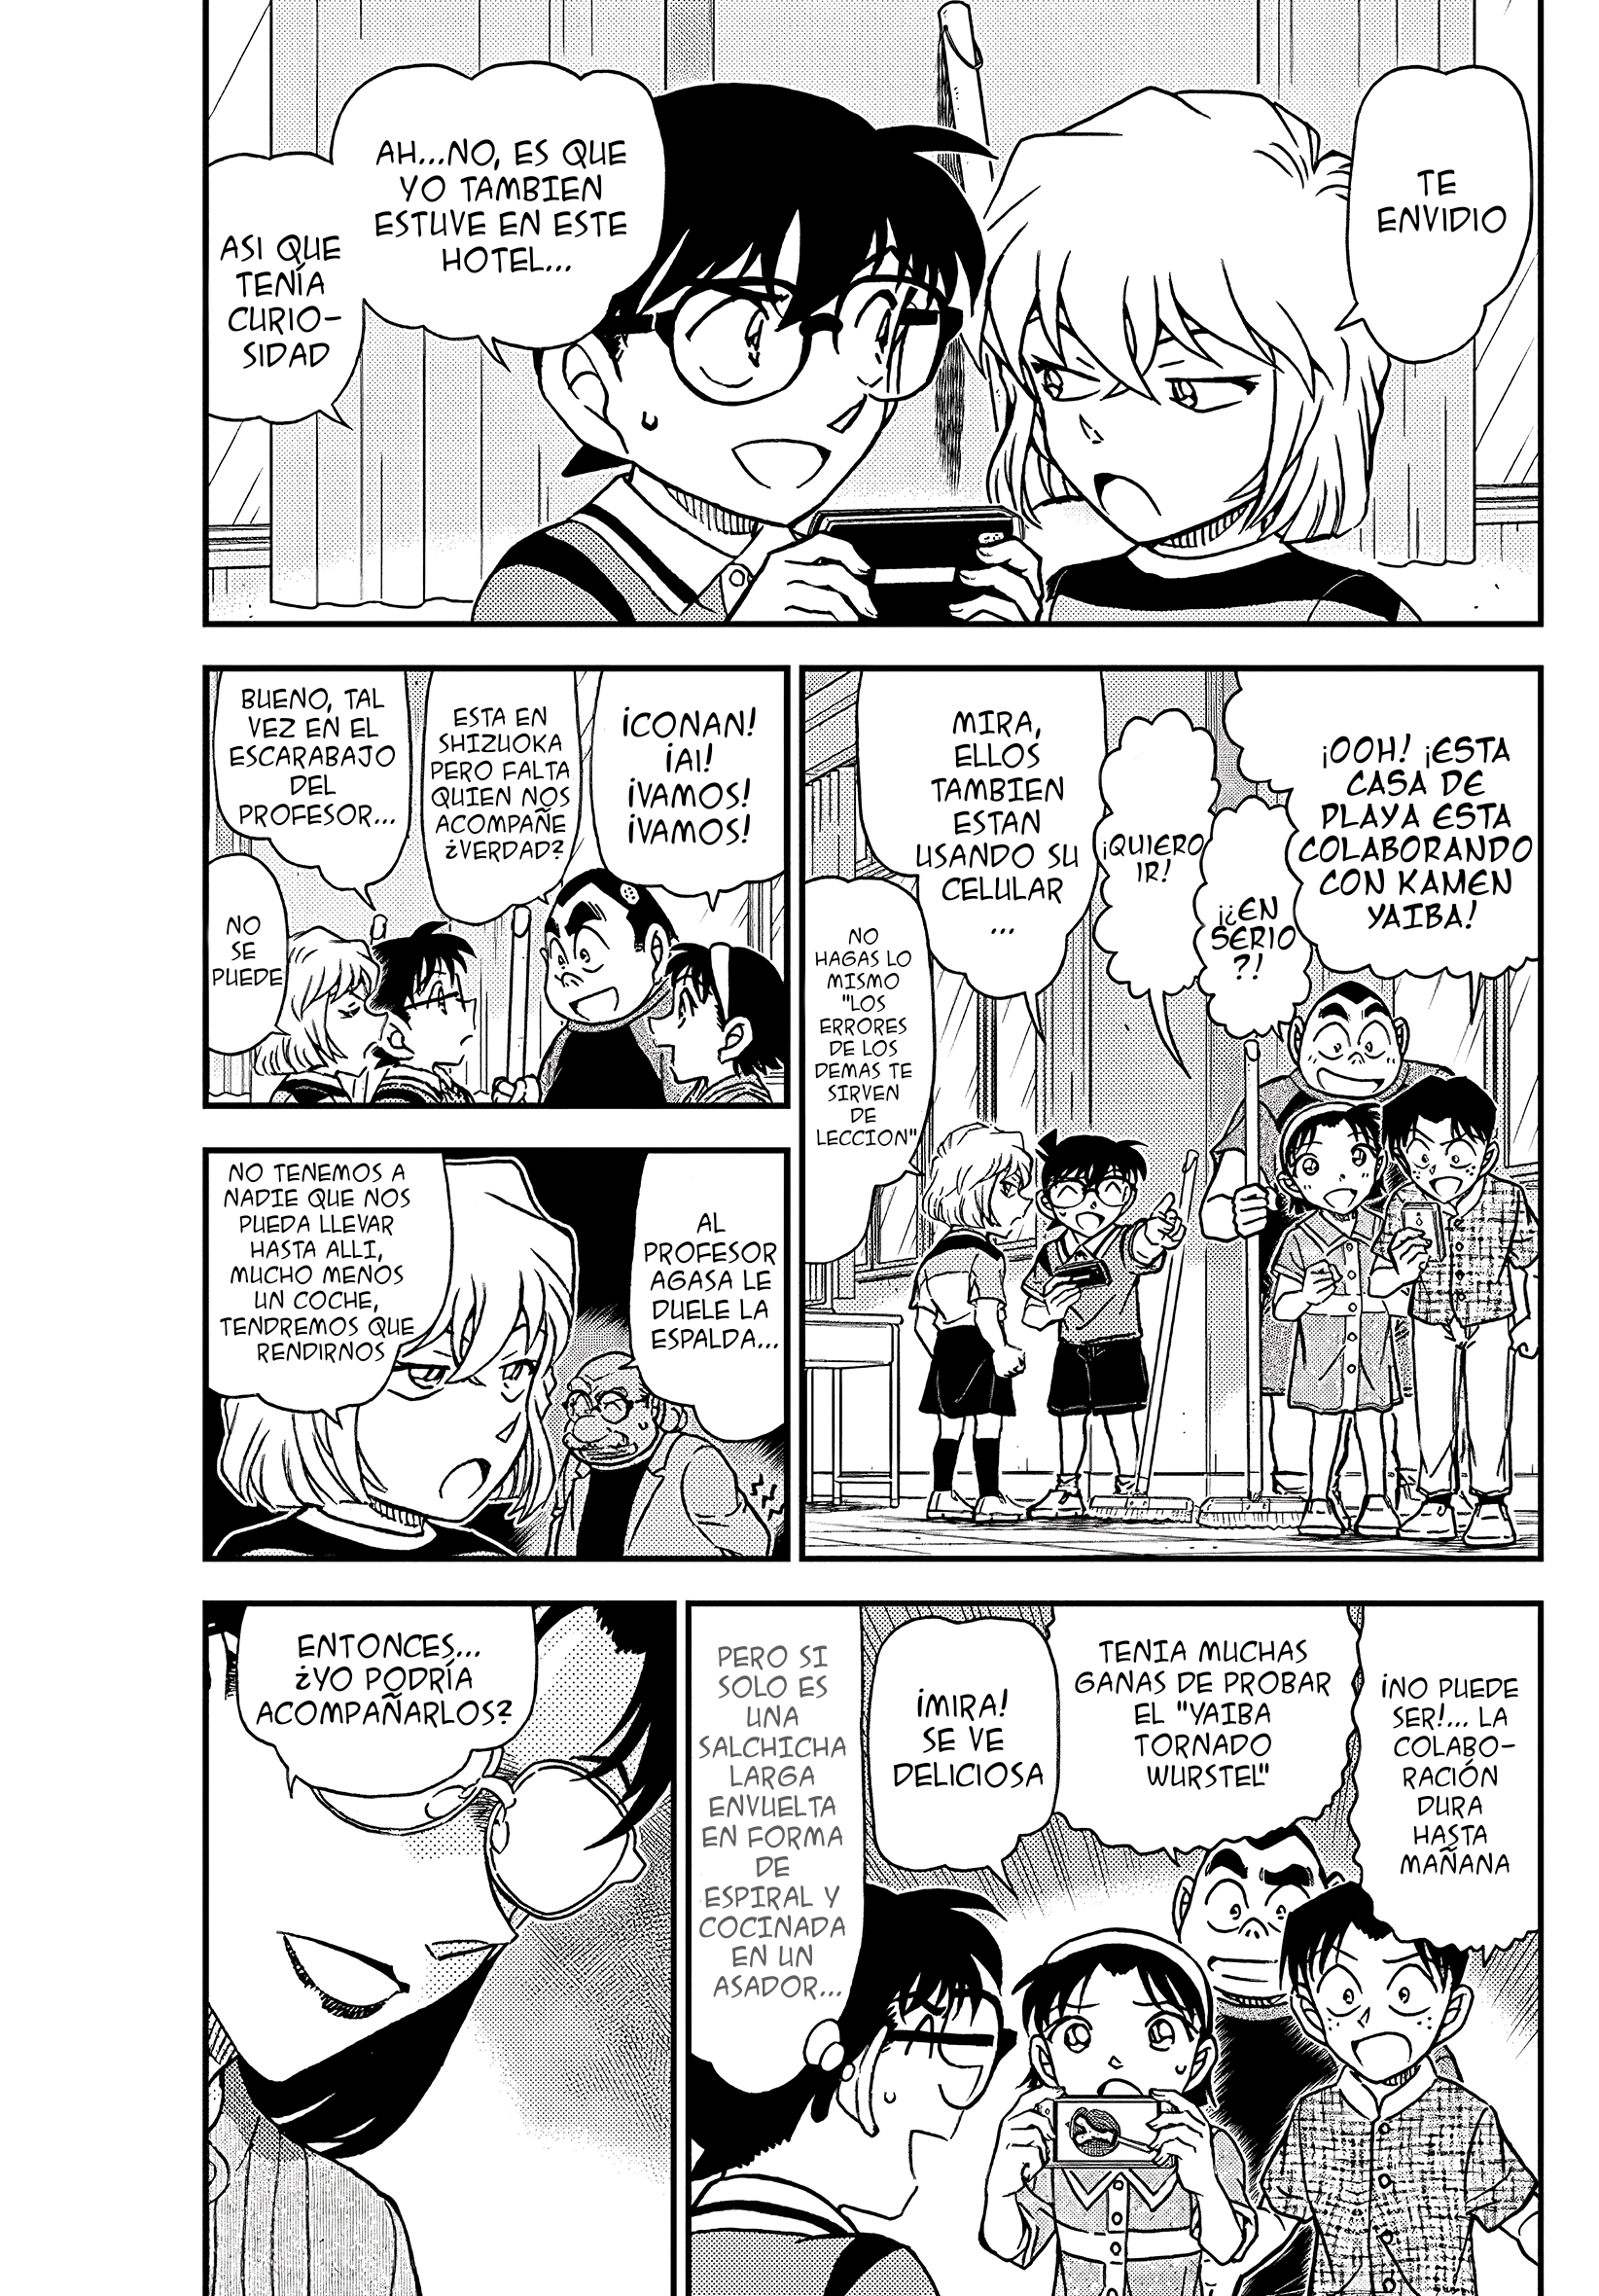 TE
ENVIDIO
AH...NO, ES QUE
YO TAMBIEN
ESTUVE EN ESTE
HOTEL...
ASI QUE
TENÍA
CURIO-
SIDAD
¡OOH! ¡ESTA
CASA DE
PLAYA ESTA
COLABORANDO
CON KAMEN
YAIBA!
¡¿EN
SERIO
?!
¡QUIERO
IR!
MIRA,
ELLOS
TAMBIEN
ESTAN
USANDO SU
CELULAR
...
NO
HAGAS LO
MISMO
"LOS
ERRORES
DE LOS
DEMAS TE
SIRVEN
DE
LECCION"
¡CONAN!
¡AI!
¡VAMOS!
¡VAMOS!
ESTA EN
SHIZUOKA
PERO FALTA
QUIEN NOS
ACOMPAÑE
¿VERDAD?
BUENO, TAL
VEZ EN EL
ESCARABAJO
DEL
PROFESOR...
NO
SE
PUEDE
AL
PROFESOR
AGASA LE
DUELE LA
ESPALDA...
NO TENEMOS A
NADIE QUE NOS
PUEDA LLEVAR
HASTA ALLI,
MUCHO MENOS
UN COCHE,
TENDREMOS QUE
RENDIRNOS
¡NO PUEDE
SER!... LA
COLABO-
RACIÓN
DURA
HASTA
MAÑANA
TENIA MUCHAS
GANAS DE PROBAR
EL "YAIBA
TORNADO
WURSTEL"
¡MIRA!
SE VE
DELICIOSA
PERO SI
SOLO ES
UNA
SALCHICHA
LARGA
ENVUELTA
EN FORMA
DE
ESPIRAL Y
COCINADA
EN UN
ASADOR...
ENTONCES...
¿YO PODRÍA
ACOMPAÑARLOS?